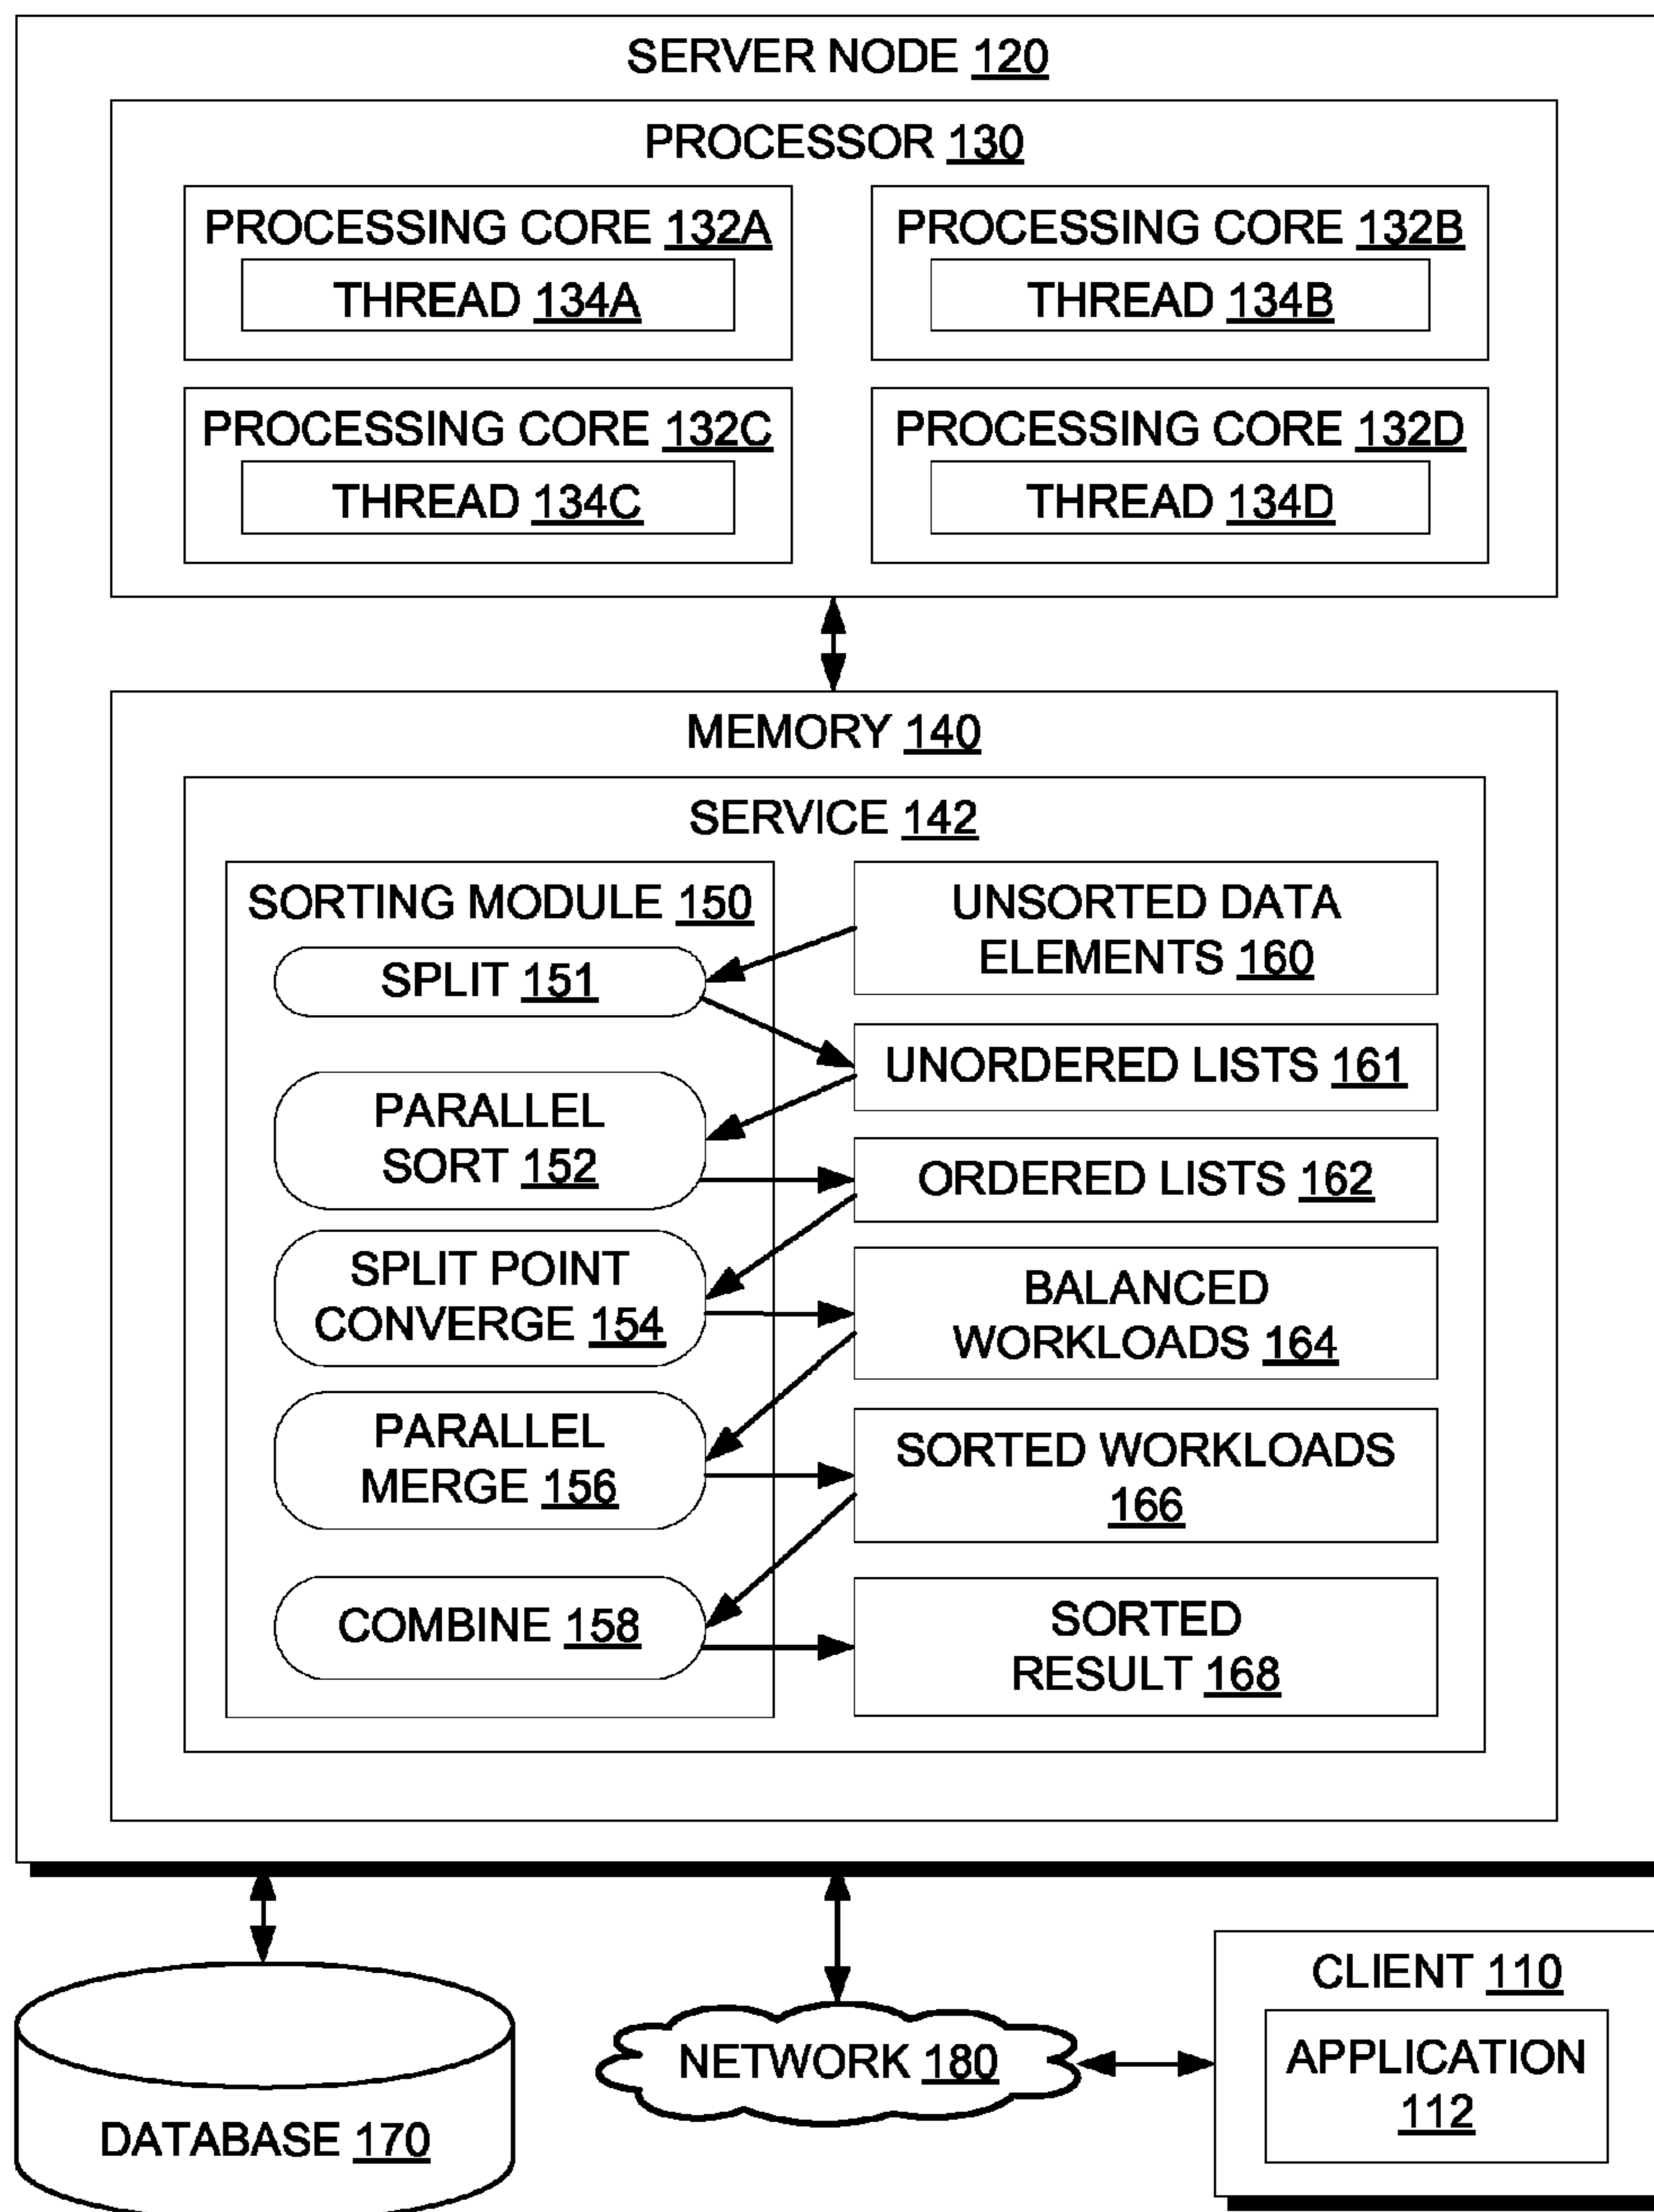 SERVER NODE 120
PROCESSOR 130
PROCESSING CORE 132A
THREAD 134A
PROCESSING CORE 132B
THREAD 134B
PROCESSING CORE 132C
THREAD 134C
PROCESSING CORE 132D
THREAD 134D
MEMORY 140
SERVICE 142
SORTING MODULE 150
SPLIT 151
PARALLEL
SORT 152
SPLIT POINT
CONVERGE 154
PARALLEL
MERGE 156
COMBINE 158
UNSORTED DATA
ELEMENTS 160
UNORDERED LISTS 161
ORDERED LISTS 162
BALANCED
WORKLOADS 164
SORTED WORKLOADS
166
SORTED
RESULT 168
DATABASE 170
NETWORK 180
CLIENT 110
APPLICATION
112